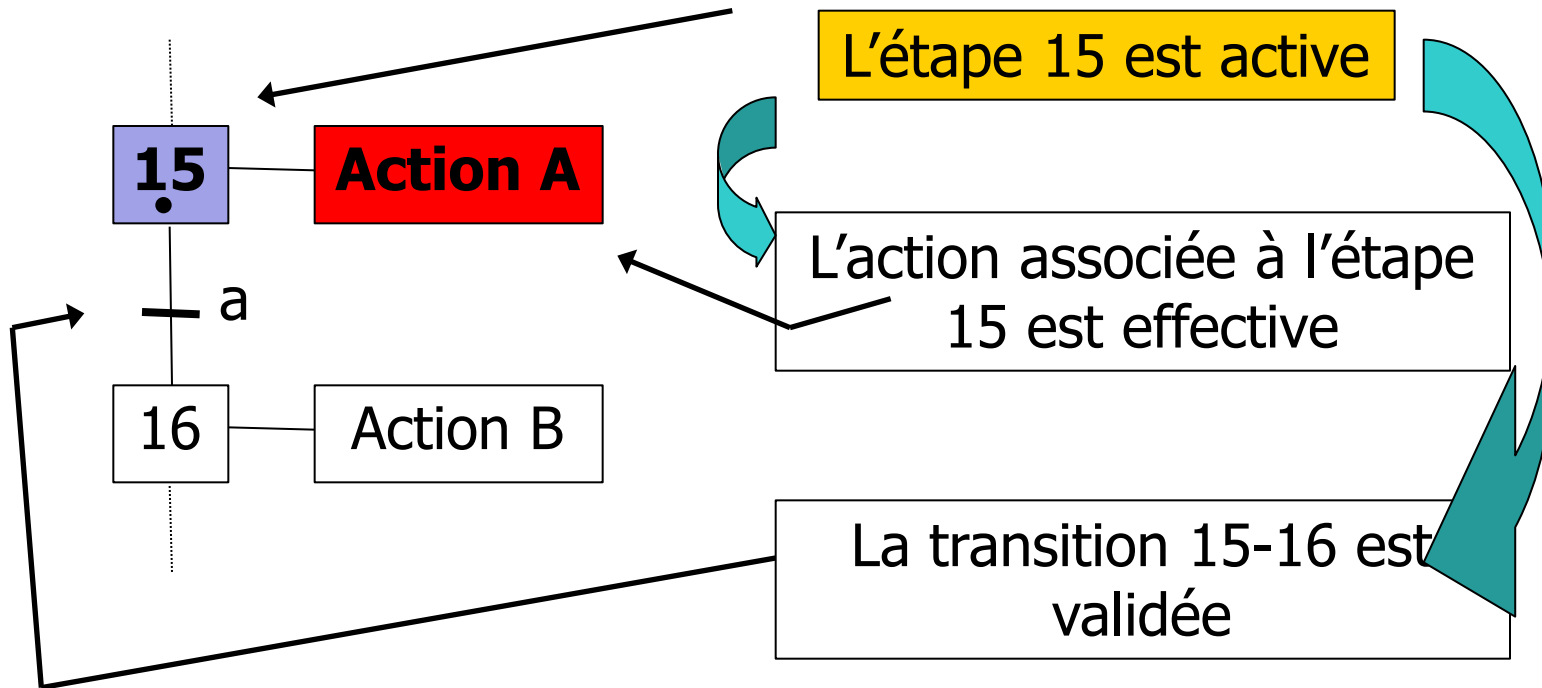 L'étape 15 est active
15
Action A
L'action associée à l'étape
15 est effective
a
16
Action B
La transition 15-16 est
validée